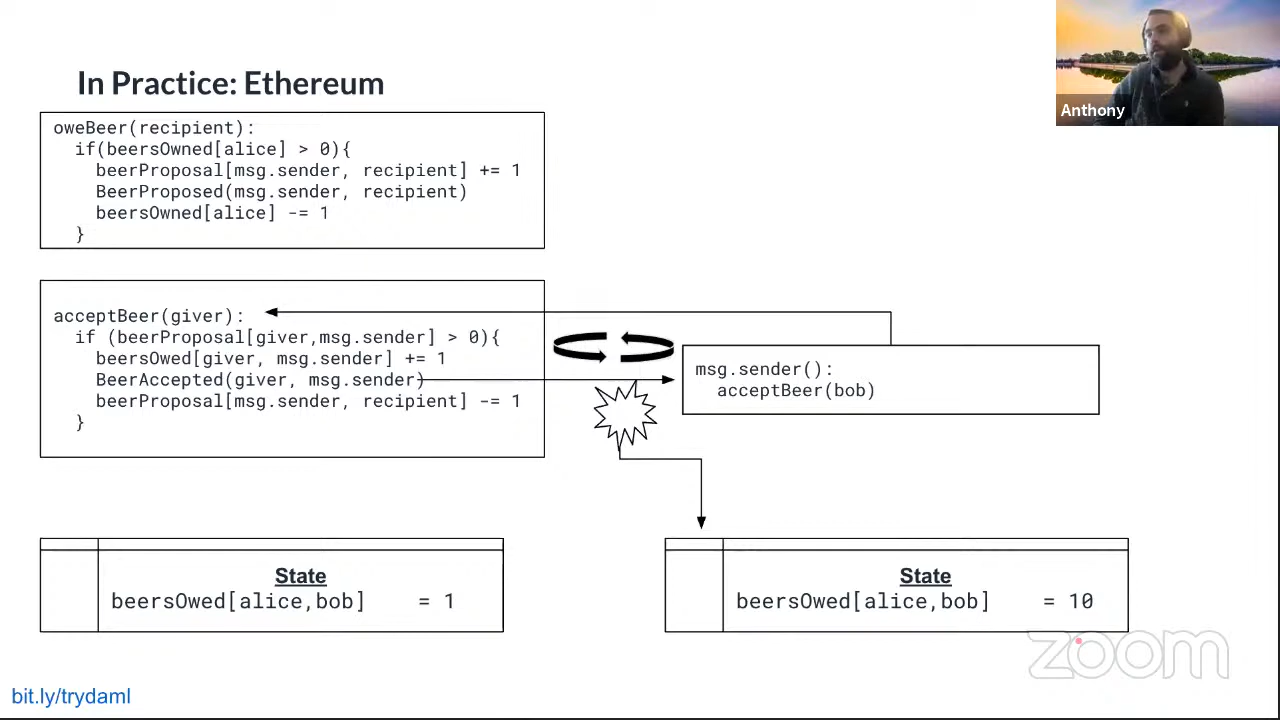 In Practice: Ethereum
Anthony
oweBeer(recipient):
if(beersOwned[alice] > 0){
beerProposal[msg.sender, recipient] += 1
BeerProposed(msg.sender, recipient)
beersOwned[alice] -= 1
}
acceptBeer(giver):
if (beerProposal[giver,msg.sender] > 0){
beersOwed[giver, msg.sender] += 1
BeerAccepted(giver, msg.sender)
beerProposal[msg.sender, recipient] -= 1
}
msg.sender():
acceptBeer(bob)
State
beersOwed[alice,bob] = 1
State
beersOwed[alice,bob] = 10
zoom
bit.ly/trydaml